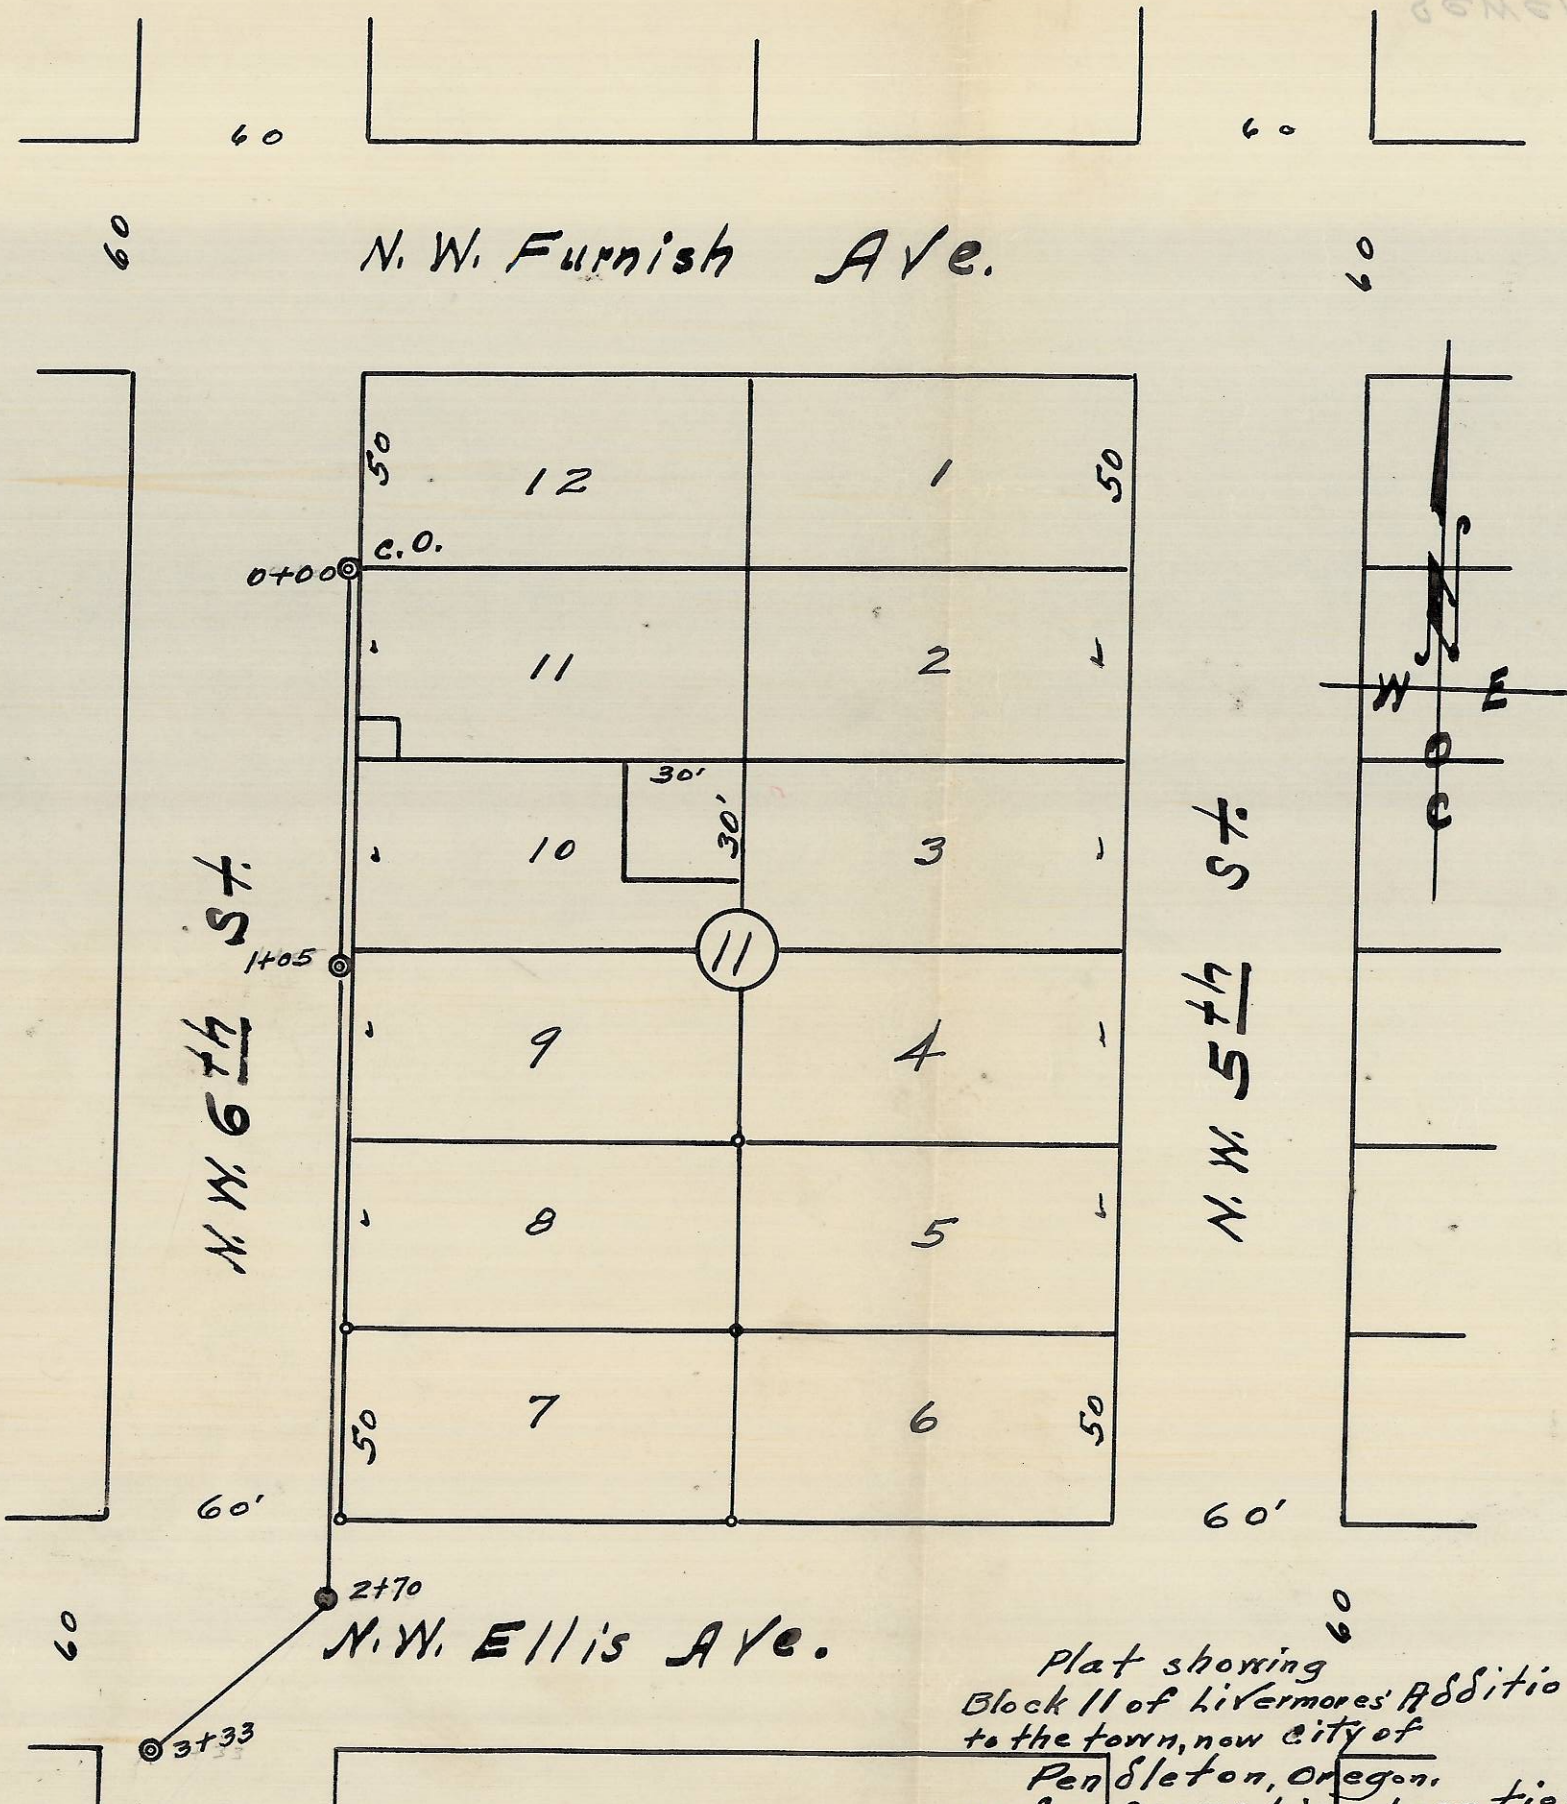 60 60
60 60
N.W. Furnish Ave.
50 12 1 50
C.O.
0+00
11 2
W E
30'
30'
10 3
N.W. 6th St.
N.W. 5th St.
1+05
11
9 4
8 5
50 7 6 50
60' 60'
2+70
60 60
N.W. Ellis Ave.
3+33
Plat showing
Block 11 of Livermores' Additio
to the town, now City of
Pendleton, Oregon.